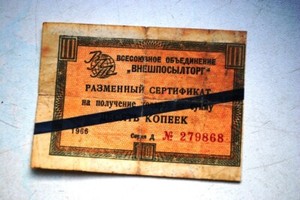 ВСЕСОЮЗНОЕ ОБЪЕДИНЕНИЕ
"ВНЕШПОСЫЛТОРГ"
РАЗМЕННЫЙ СЕРТИФИКАТ
на получение
КОПЕЕК
1966
Серия Д № 279868